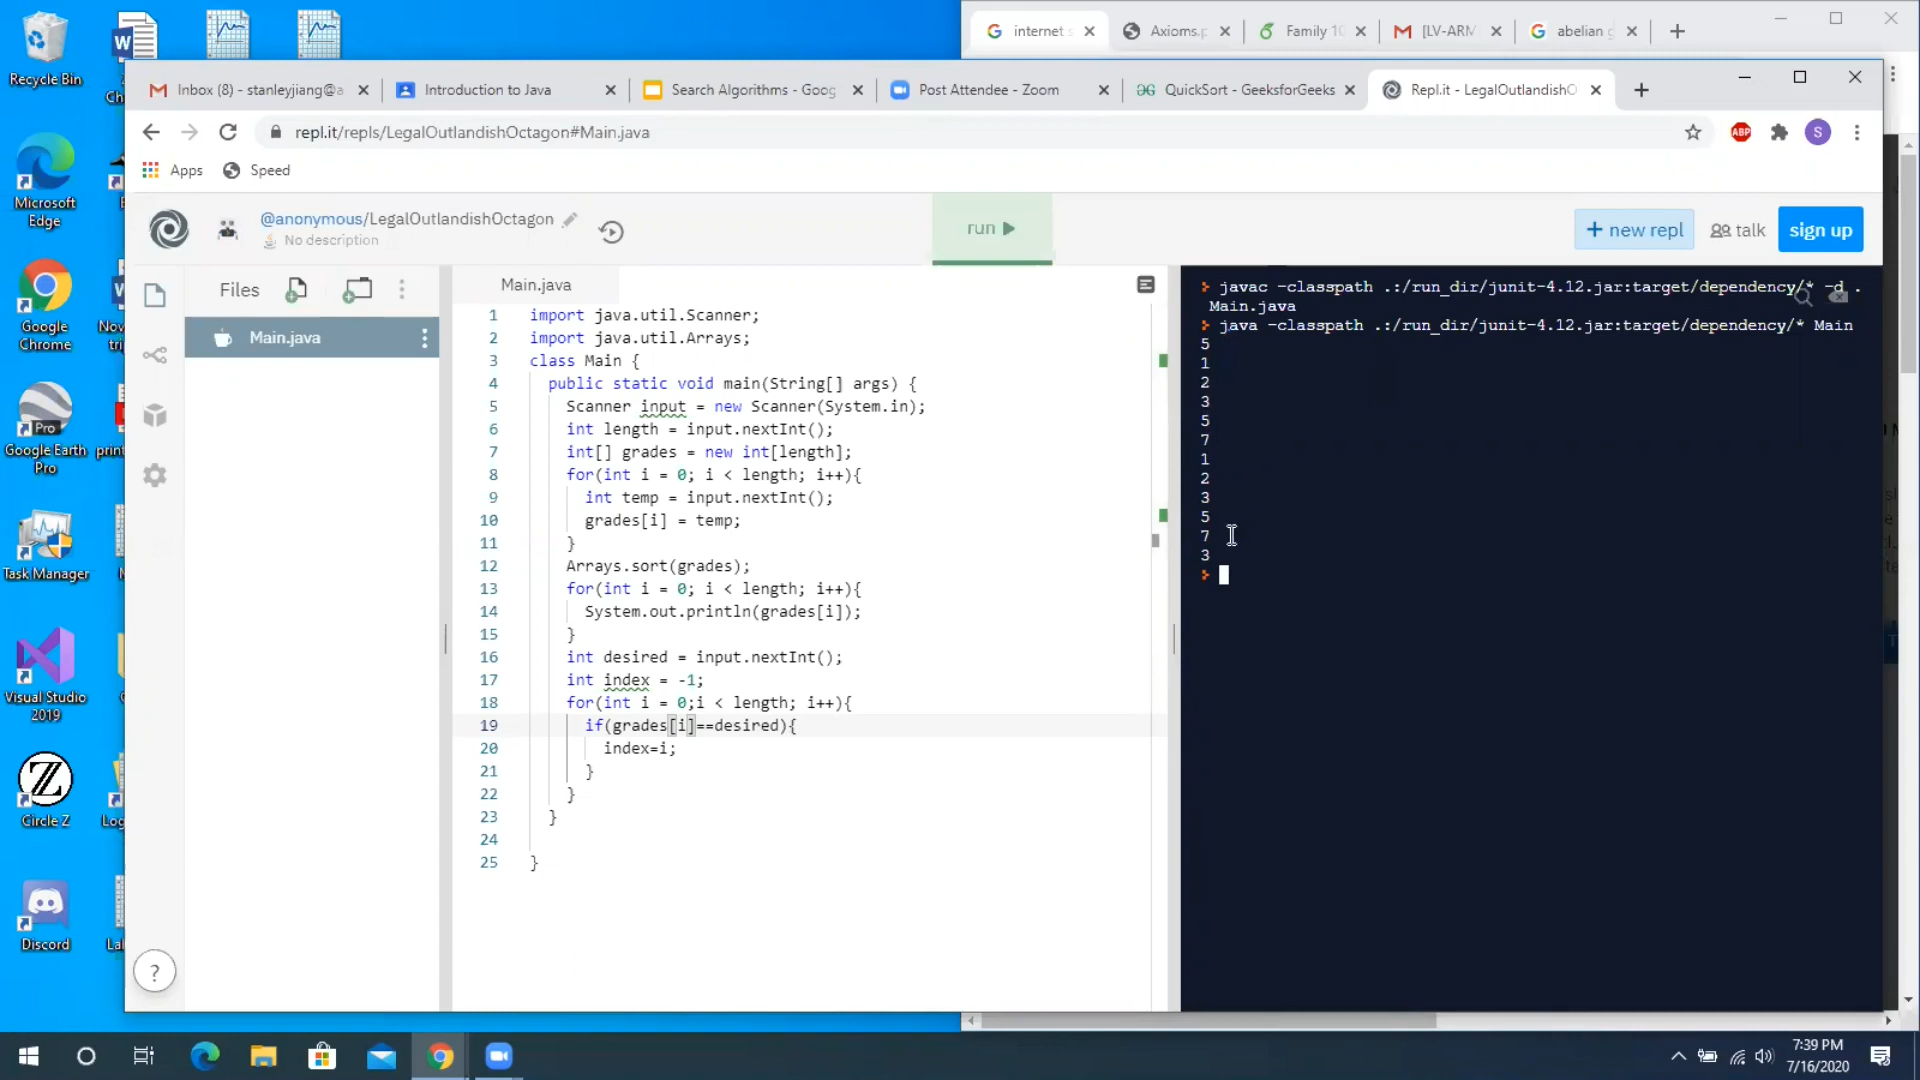 internet s
Axioms.p
Family 10
[LV-ARM
abelian g
Recycle Bin
Ch
Inbox (8) - stanleyjiang@a
Introduction to Java
Search Algorithms - Goog
Post Attendee - Zoom
QuickSort - GeeksforGeeks
Repl.it - LegalOutlandishO
repl.it/repls/LegalOutlandishOctagon#Main.java
ABP
S
Apps
Speed
Microsoft Edge
@anonymous/LegalOutlandishOctagon
No description
run
+ new repl
talk
sign up
Files
Main.java
Main.java
1 import java.util.Scanner;
2 import java.util.Arrays;
3 class Main {
4 public static void main(String[] args) {
5 Scanner input = new Scanner(System.in);
6 int length = input.nextInt();
7 int[] grades = new int[length];
8 for(int i = 0; i < length; i++){
9 int temp = input.nextInt();
10 grades[i] = temp;
11 }
12 Arrays.sort(grades);
13 for(int i = 0; i < length; i++){
14 System.out.println(grades[i]);
15 }
16 int desired = input.nextInt();
17 int index = -1;
18 for(int i = 0;i < length; i++){
19 if(grades[i]==desired){
20 index=i;
21 }
22 }
23 }
24
25 }
javac -classpath .:/run_dir/junit-4.12.jar:target/dependency/* -d .
Main.java
java -classpath .:/run_dir/junit-4.12.jar:target/dependency/* Main
5
1
2
3
5
7
1
2
3
5
7
3
Google Chrome
Nov
trip
Google Earth Pro
Pro
print
Task Manager
Visual Studio 2019
Circle Z
Log
Discord
Lal
?
7:39 PM
7/16/2020